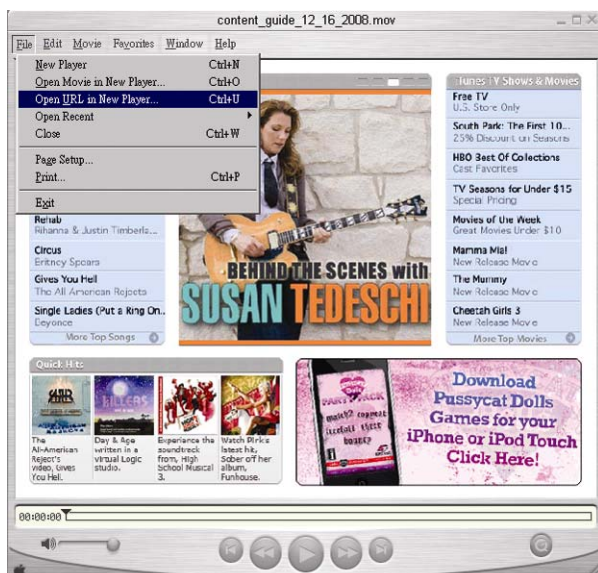 content_guide_12_16_2008.mov
File Edit Movie Favorites Window Help
New Player Ctrl+N
Open Movie in New Player... Ctrl+O
Open URL in New Player... Ctrl+U
Open Recent
Close Ctrl+W
Page Setup...
Print... Ctrl+P
Exit
Rehab
Rihanna & Justin Timberla...
Circus
Britney Spears
Gives You Hell
The All American Rejects
Single Ladies (Put a Ring On..
Beyonce
More Top Songs
BEHIND THE SCENES with
SUSAN TEDESCHI
iTunes TV Shows & Movies
Free TV
U.S. Store Only
South Park: The First 10...
25% Discount on Seasons
HBO Best Of Collections
Cast Favorites
TV Seasons for Under $15
Special Pricing
Movies of the Week
Great Movies Under $10
Mamma Mia!
New Release Movie
The Mummy
New Release Movie
Cheetah Girls 3
New Release Movie
More Top Movies
Quick Hits
The
All-American
Reject's
video, Gives
You Hell.
Day & Age
written in a
virtual Logic
studio.
Experience the
soundtrack
from, High
School Musical
3.
Watch P!nk's
latest hit,
Sober off her
album,
Funhouse.
KILLERS
PARTY PACK
Download
Pussycat Dolls
Games for your
iPhone or iPod Touch
Click Here!
00:00:00